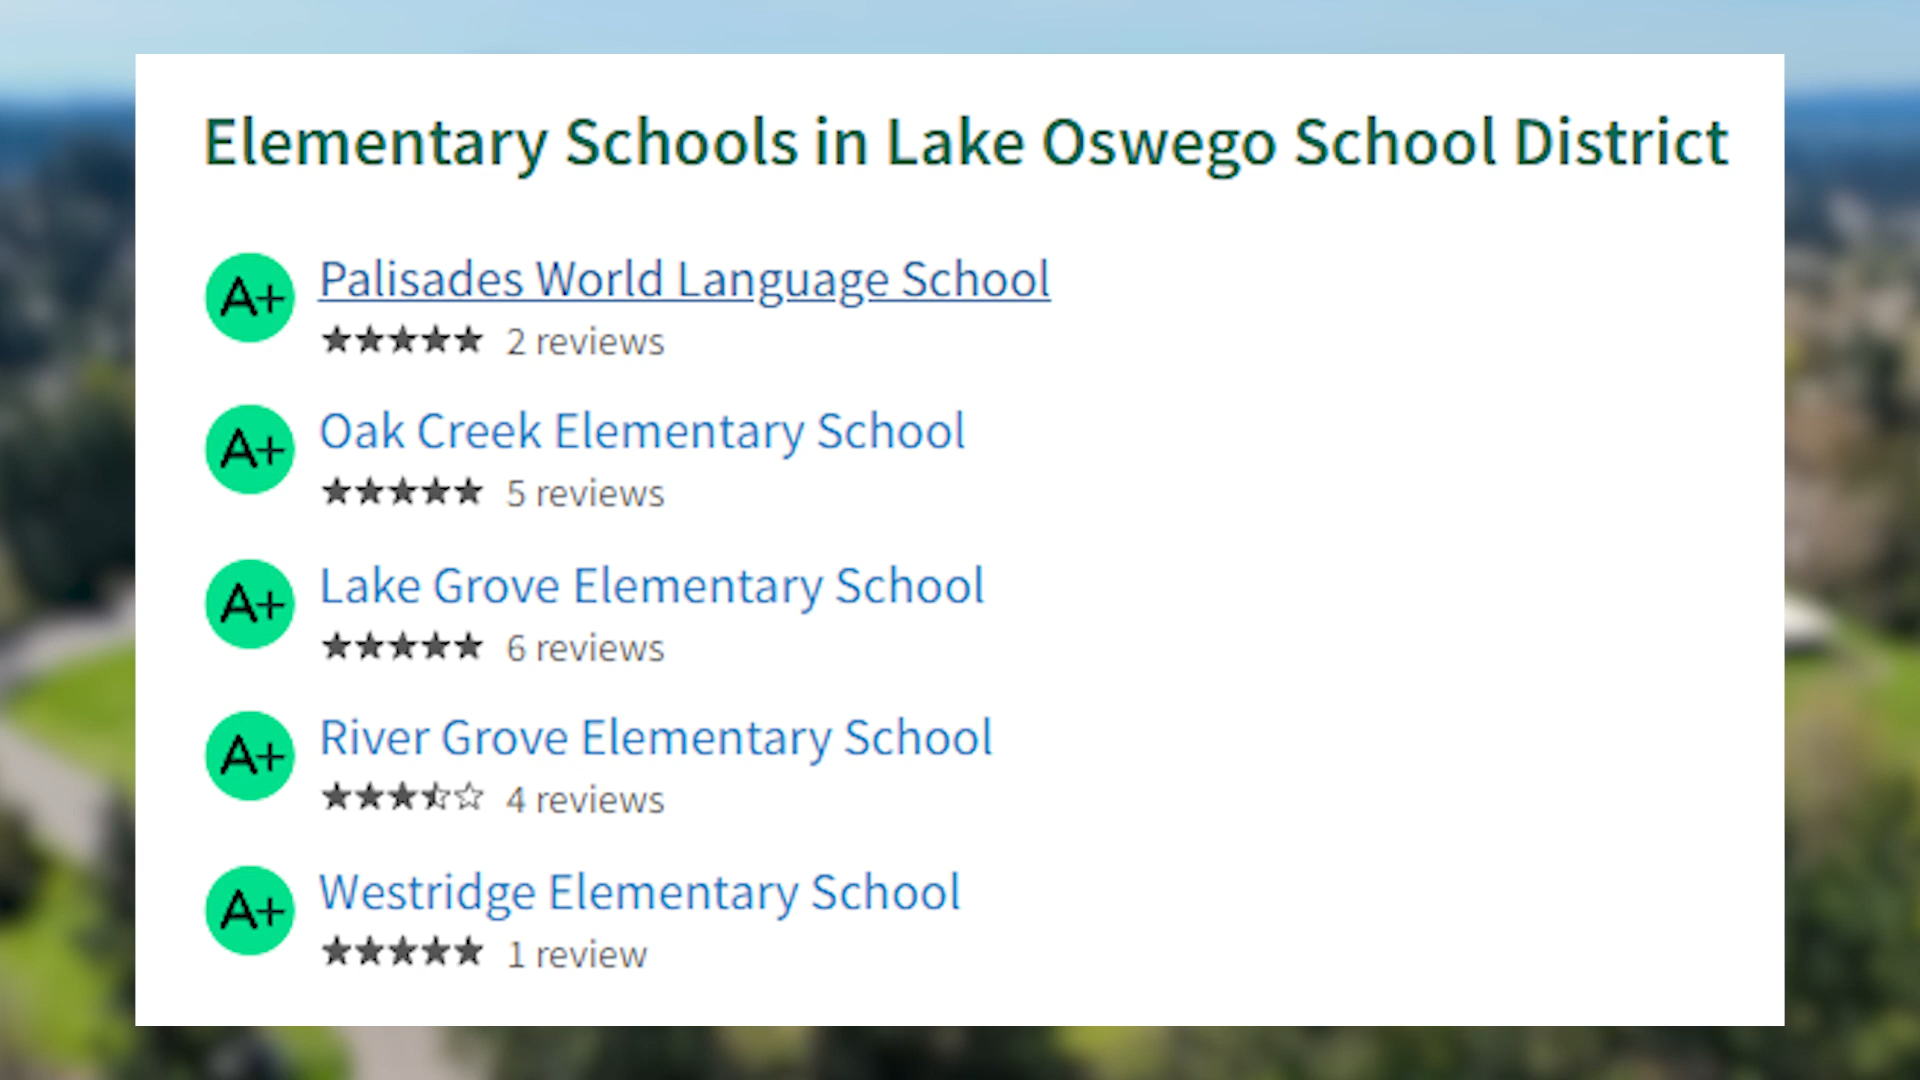 Elementary Schools in Lake Oswego School District
A+ Palisades World Language School
★★★★★ 2 reviews
A+ Oak Creek Elementary School
★★★★★ 5 reviews
A+ Lake Grove Elementary School
★★★★★ 6 reviews
A+ River Grove Elementary School
4 reviews
A+ Westridge Elementary School
★★★★★ 1 review